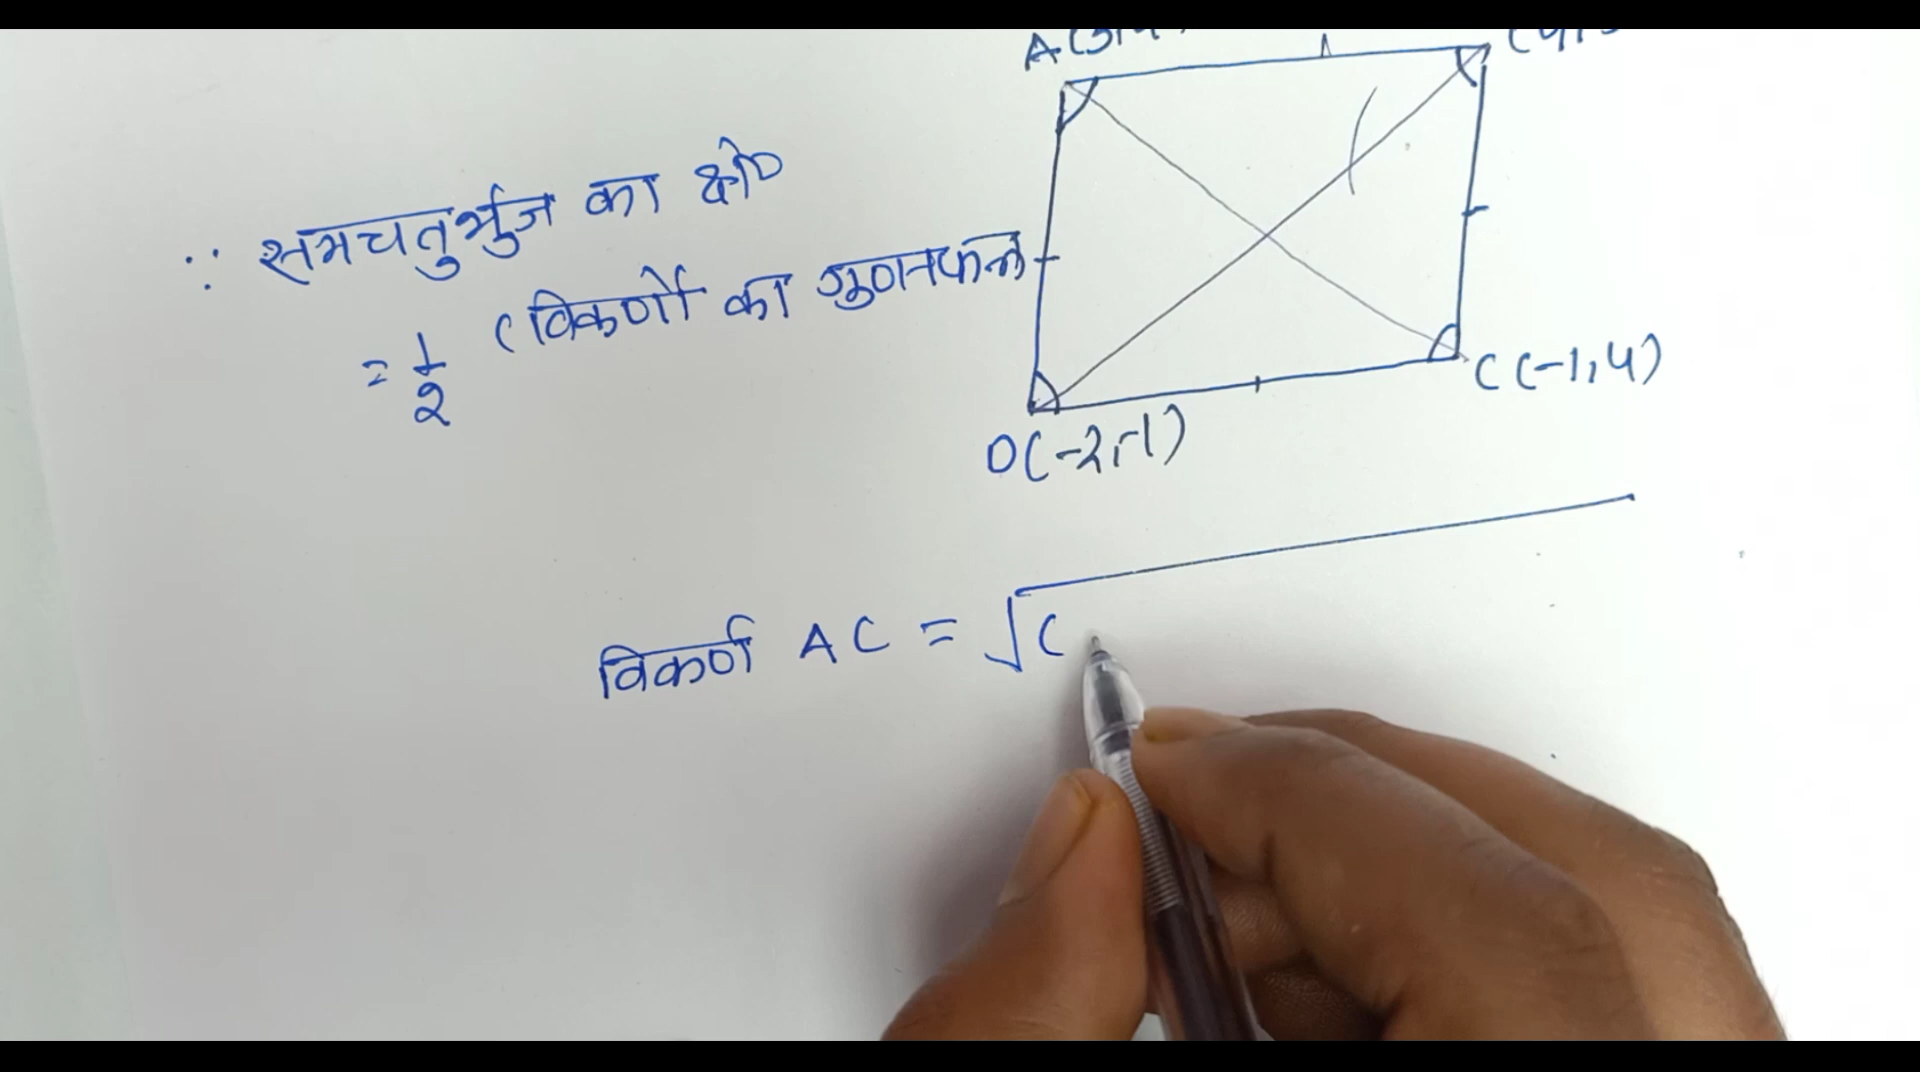 ∵ समचतुर्भुज का क्षे०
= 1/2 (विकर्णों का गुणनफल
C (-1, 4)
D(-2, -1)
विकर्ण AC = √(